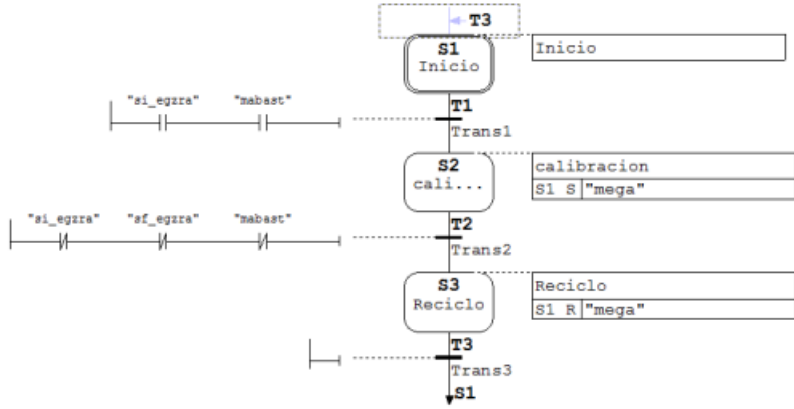 T3
S1
Inicio
Inicio
"si_egzra" "mabast"
T1
Trans1
S2
cali...
calibracion
S1 S "mega"
"si_egzra" "sf_egzra" "mabast"
T2
Trans2
S3
Reciclo
Reciclo
S1 R "mega"
T3
Trans3
S1